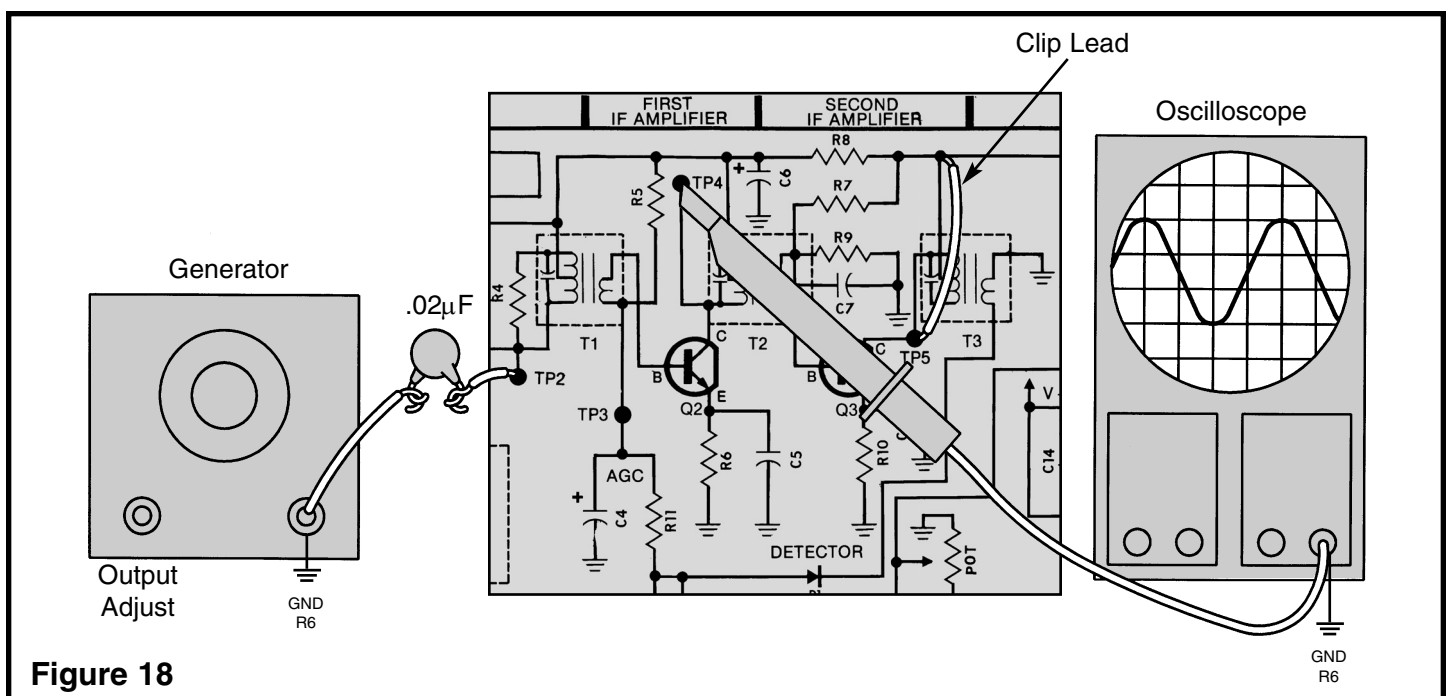 Clip Lead
FIRST
IF AMPLIFIER
SECOND
IF AMPLIFIER
Oscilloscope
R8
TP4
+
C6
R5
R7
R9
C7
Generator
R4
.02μF
T1
T2
T3
C
C
TP5
TP2
B
B
E
Q2
Q3
V
TP3
R6
C5
R10
C14
AGC
+
C4
R11
DETECTOR
POT
Output
Adjust
GND
R6
GND
R6
Figure 18